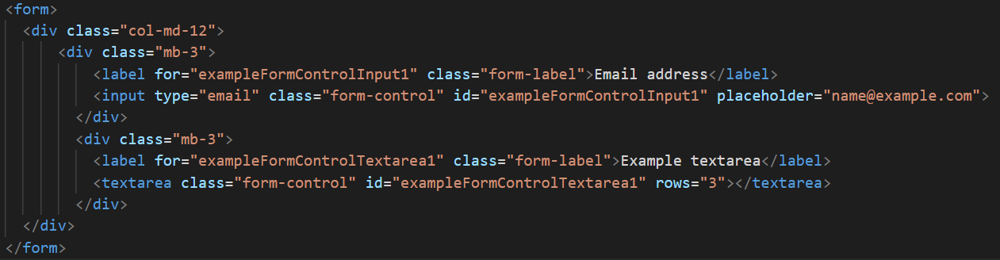 <form>
<div class="col-md-12">
<div class="mb-3">
<label for="exampleFormControlInput1" class="form-label">Email address</label>
<input type="email" class="form-control" id="exampleFormControlInput1" placeholder="name@example.com">
</div>
<div class="mb-3">
<label for="exampleFormControlTextarea1" class="form-label">Example textarea</label>
<textarea class="form-control" id="exampleFormControlTextarea1" rows="3"></textarea>
</div>
</div>
</form>